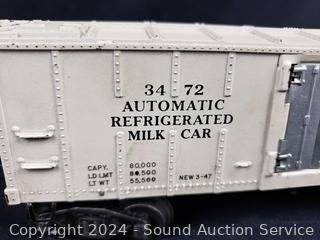 34 72
AUTOMATIC
REFRIGERATED
MILK CAR
CAPY. 80,000
LD LMT 80,500
LT WT 55,500 NEW 3-47
Copyright 2024 - Sound Auction Service